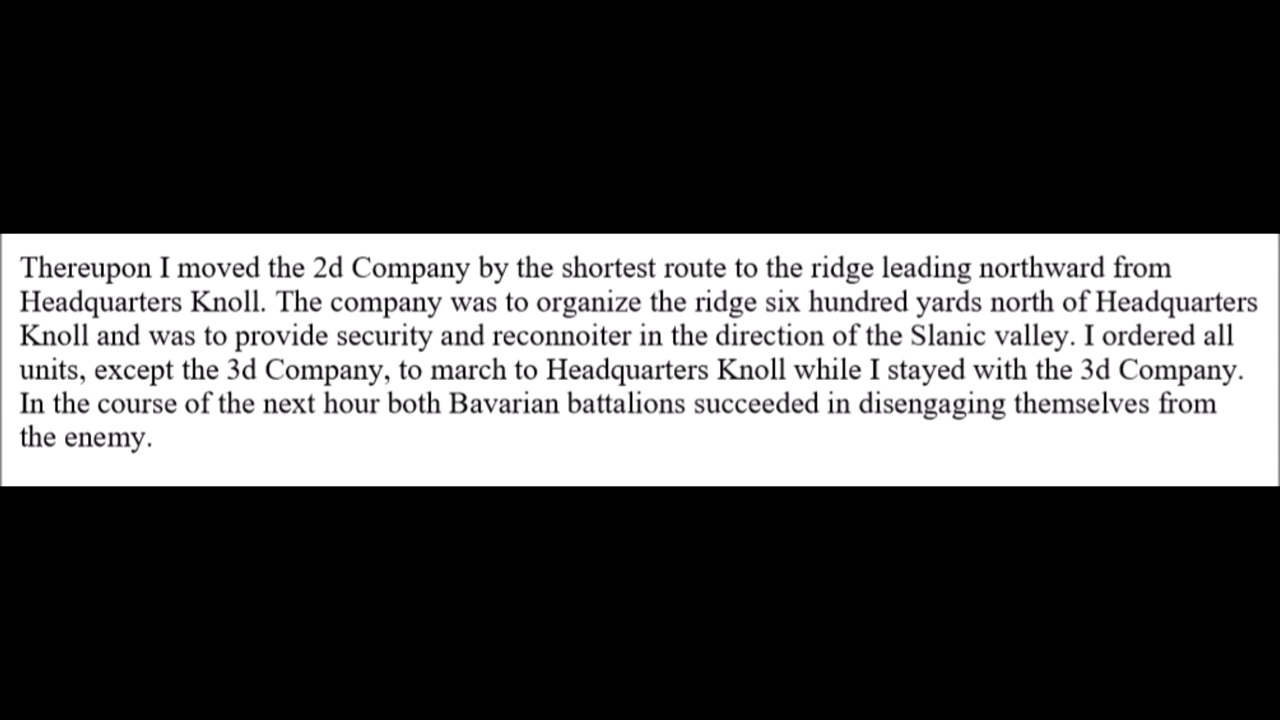 Thereupon I moved the 2d Company by the shortest route to the ridge leading northward from
Headquarters Knoll. The company was to organize the ridge six hundred yards north of Headquarters
Knoll and was to provide security and reconnoiter in the direction of the Slanic valley. I ordered all
units, except the 3d Company, to march to Headquarters Knoll while I stayed with the 3d Company.
In the course of the next hour both Bavarian battalions succeeded in disengaging themselves from
the enemy.